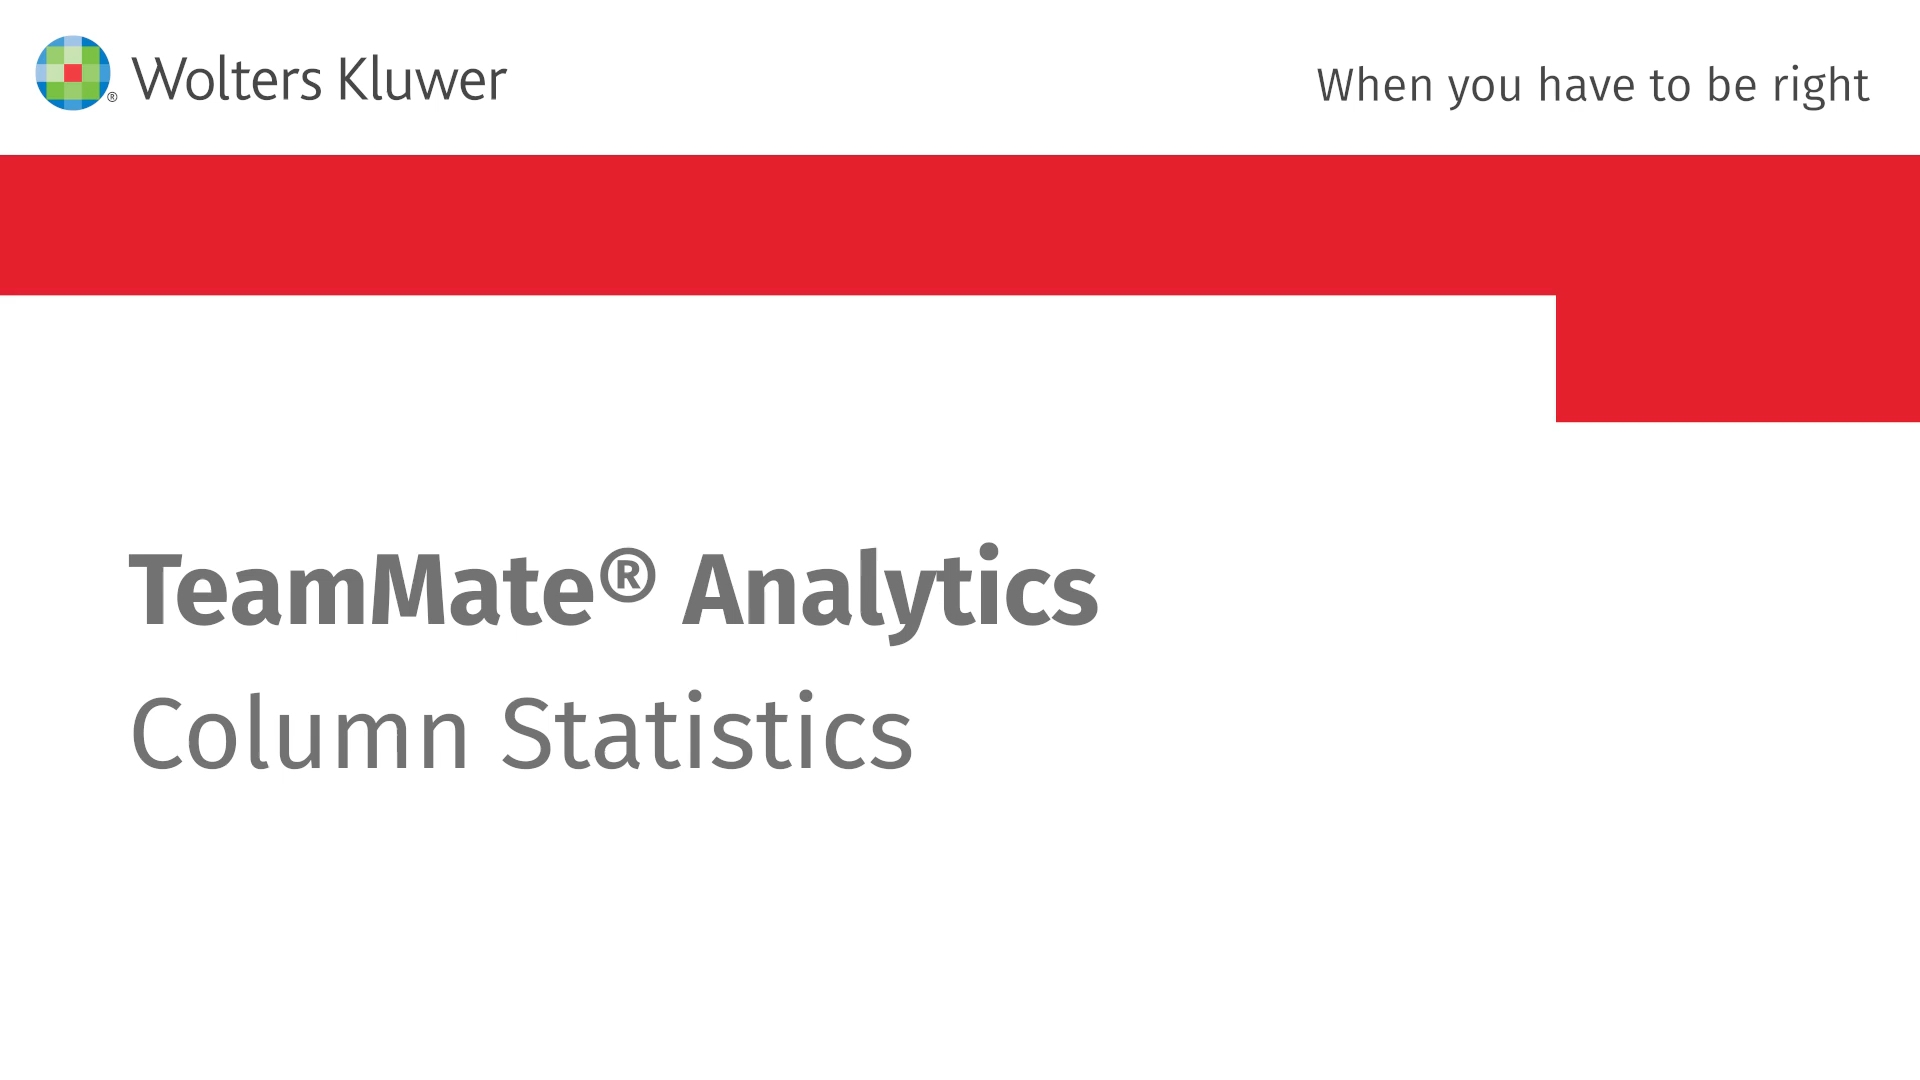 Wolters Kluwer ®
When you have to be right
TeamMate® Analytics
Column Statistics